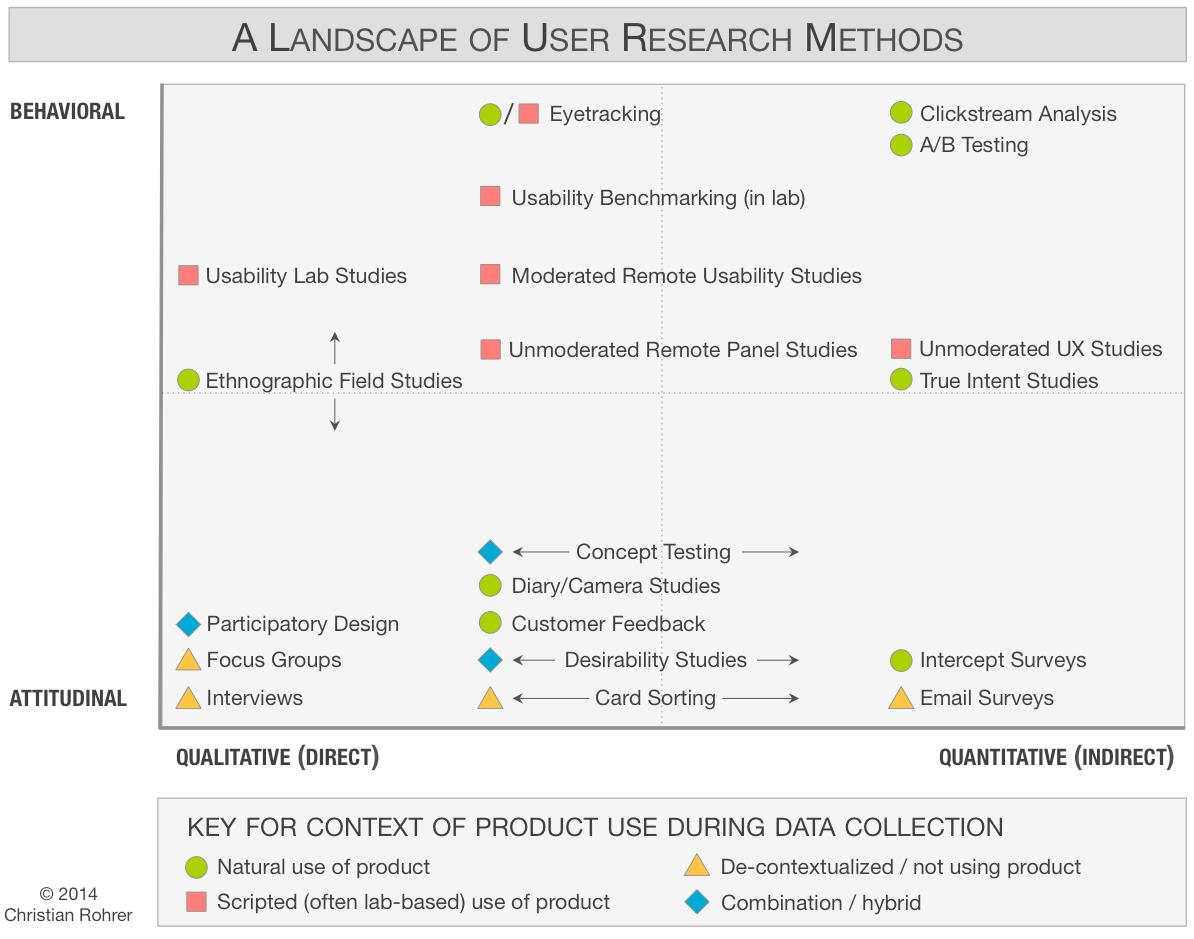 A LANDSCAPE OF USER RESEARCH METHODS
BEHAVIORAL
/ Eyetracking
Clickstream Analysis
A/B Testing
Usability Benchmarking (in lab)
Usability Lab Studies
Moderated Remote Usability Studies
Unmoderated Remote Panel Studies
Unmoderated UX Studies
Ethnographic Field Studies
True Intent Studies
Concept Testing
Diary/Camera Studies
Participatory Design
Customer Feedback
Focus Groups
Desirability Studies
Intercept Surveys
ATTITUDINAL
Interviews
Card Sorting
Email Surveys
QUALITATIVE (DIRECT)
QUANTITATIVE (INDIRECT)
KEY FOR CONTEXT OF PRODUCT USE DURING DATA COLLECTION
Natural use of product
De-contextualized / not using product
Scripted (often lab-based) use of product
Combination / hybrid
© 2014
Christian Rohrer